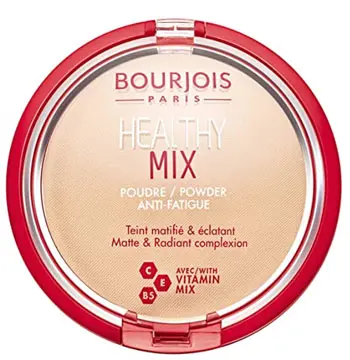 BOURJOIS
PARIS
HEALTHY
MIX
POUDRE / POWDER
ANTI-FATIGUE
Teint matifié & éclatant
Matte & Radiant complexion
C
E
B5
AVEC/WITH
VITAMIN
MIX